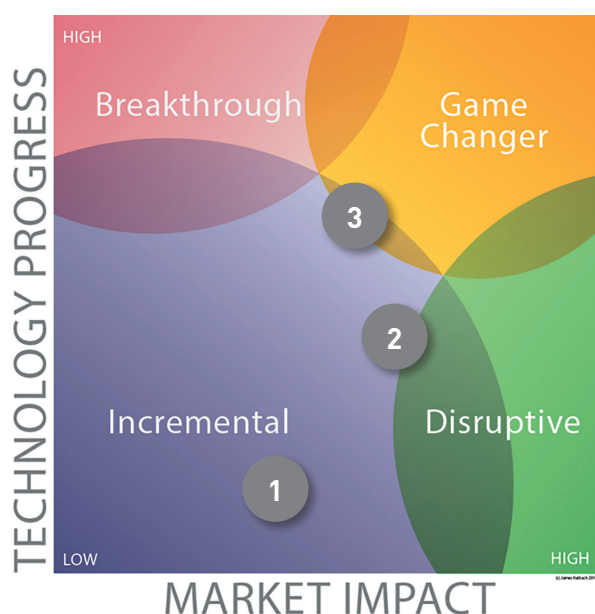 HIGH
Breakthrough
Game
Changer
3
2
Incremental
Disruptive
1
LOW
HIGH
TECHNOLOGY PROGRESS
MARKET IMPACT